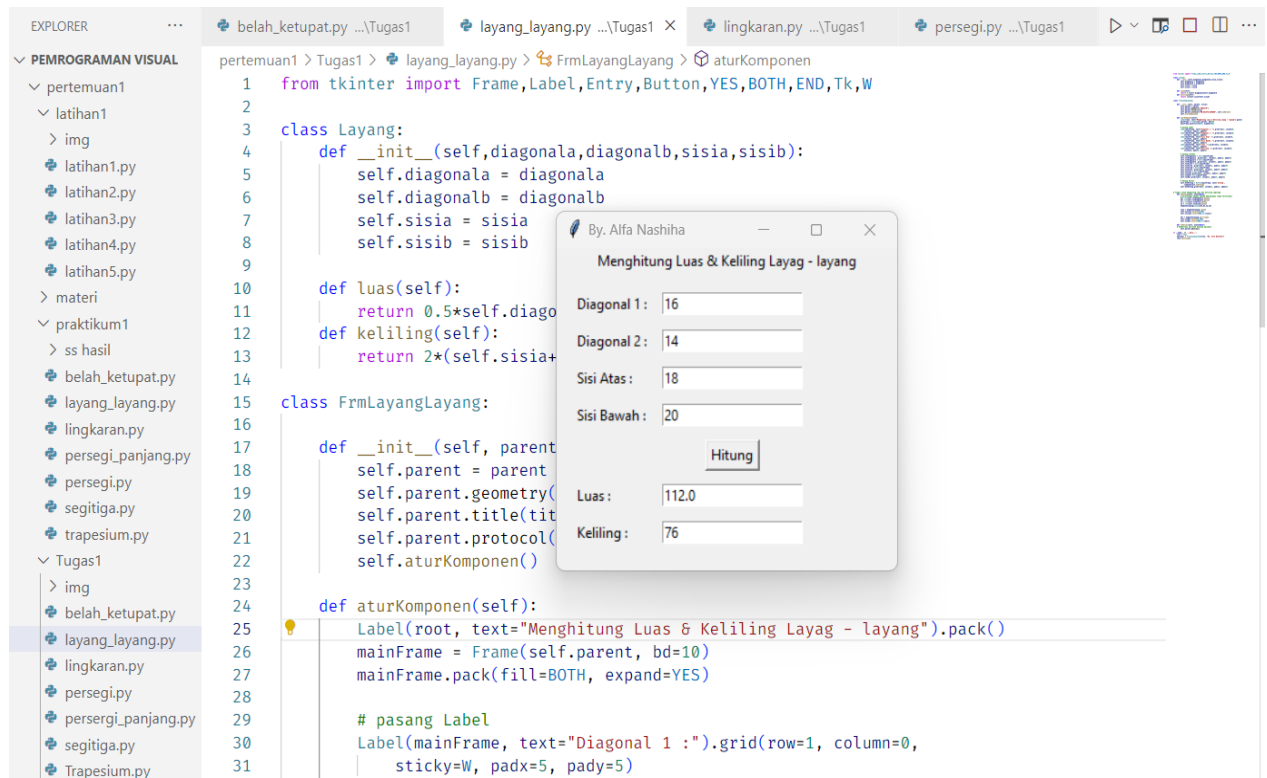 EXPLORER
PEMROGRAMAN VISUAL
pertemuan1
latihan1
img
latihan1.py
latihan2.py
latihan3.py
latihan4.py
latihan5.py
materi
praktikum1
ss hasil
belah_ketupat.py
layang_layang.py
lingkaran.py
persegi_panjang.py
persegi.py
segitiga.py
trapesium.py
Tugas1
img
belah_ketupat.py
layang_layang.py
lingkaran.py
persegi.py
persergi_panjang.py
segitiga.py
Trapesium.py
belah_ketupat.py ...\Tugas1
layang_layang.py ...\Tugas1
lingkaran.py ...\Tugas1
persegi.py ...\Tugas1
pertemuan1 > Tugas1 > layang_layang.py > FrmLayangLayang > aturKomponen
1 from tkinter import Frame,Label,Entry,Button,YES,BOTH,END,Tk,W
2
3 class Layang:
4 def __init__(self,diagonala,diagonalb,sisia,sisib):
5 self.diagonala = diagonala
6 self.diagonalb = diagonalb
7 self.sisia = sisia
8 self.sisib = sisib
9
10 def luas(self):
11 return 0.5*self.diago
12 def keliling(self):
13 return 2*(self.sisia+
14
15 class FrmLayangLayang:
16
17 def __init__(self, parent
18 self.parent = parent
19 self.parent.geometry(
20 self.parent.title(tit
21 self.parent.protocol(
22 self.aturKomponen()
23
24 def aturKomponen(self):
25 Label(root, text="Menghitung Luas & Keliling Layag - layang").pack()
26 mainFrame = Frame(self.parent, bd=10)
27 mainFrame.pack(fill=BOTH, expand=YES)
28
29 # pasang Label
30 Label(mainFrame, text="Diagonal 1 :").grid(row=1, column=0,
31 sticky=W, padx=5, pady=5)
By. Alfa Nashiha
Menghitung Luas & Keliling Layag - layang
Diagonal 1 : 16
Diagonal 2 : 14
Sisi Atas : 18
Sisi Bawah : 20
Hitung
Luas : 112.0
Keliling : 76